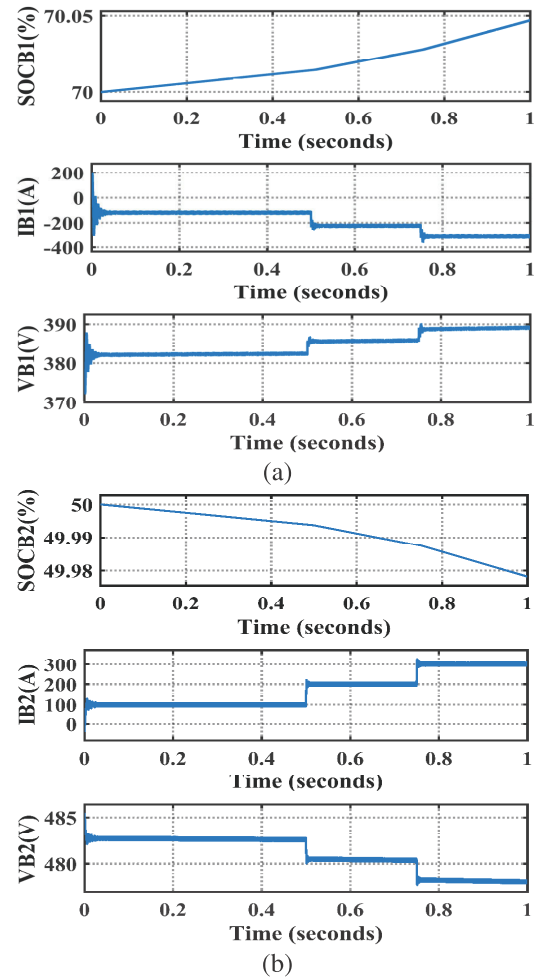 SOCB1(%)
70.05
70
0 0.2 0.4 0.6 0.8 1
Time (seconds)
IB1(A)
200
0
-200
-400
0 0.2 0.4 0.6 0.8 1
Time (seconds)
VB1(V)
390
380
370
0 0.2 0.4 0.6 0.8 1
Time (seconds)
(a)
SOCB2(%)
50
49.99
49.98
0 0.2 0.4 0.6 0.8 1
Time (seconds)
IB2(A)
300
200
100
0
0 0.2 0.4 0.6 0.8 1
Time (seconds)
VB2(V)
485
480
0 0.2 0.4 0.6 0.8 1
Time (seconds)
(b)